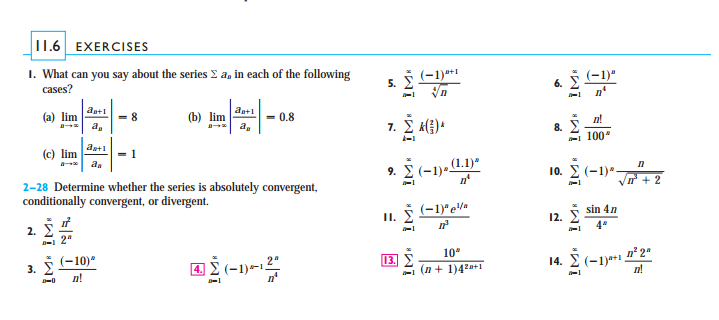 11.6 EXERCISES
1. What can you say about the series Σ aₙ in each of the following
cases?
(a) lim_{n→∞} |aₙ₊₁ / aₙ| = 8 (b) lim_{n→∞} |aₙ₊₁ / aₙ| = 0.8
(c) lim_{n→∞} |aₙ₊₁ / aₙ| = 1
2–28 Determine whether the series is absolutely convergent,
conditionally convergent, or divergent.
2. Σ_{n=1}^{∞} n² / 2ⁿ
3. Σ_{n=0}^{∞} (−10)ⁿ / n! 4. Σ_{n=1}^{∞} (−1)ⁿ⁻¹ 2ⁿ / n⁴
5. Σ_{n=1}^{∞} (−1)ⁿ⁺¹ / ⁴√n 6. Σ_{n=1}^{∞} (−1)ⁿ / n⁴
7. Σ_{k=1}^{∞} k(2/3)ᵏ 8. Σ_{n=1}^{∞} n! / 100ⁿ
9. Σ_{n=1}^{∞} (−1)ⁿ (1.1)ⁿ / n⁴ 10. Σ_{n=1}^{∞} (−1)ⁿ n / √(n³ + 2)
11. Σ_{n=1}^{∞} (−1)ⁿ e^{1/n} / n³ 12. Σ_{n=1}^{∞} sin 4n / 4ⁿ
13. Σ_{n=1}^{∞} 10ⁿ / (n + 1)4²ⁿ⁺¹ 14. Σ_{n=1}^{∞} (−1)ⁿ⁺¹ n² 2ⁿ / n!